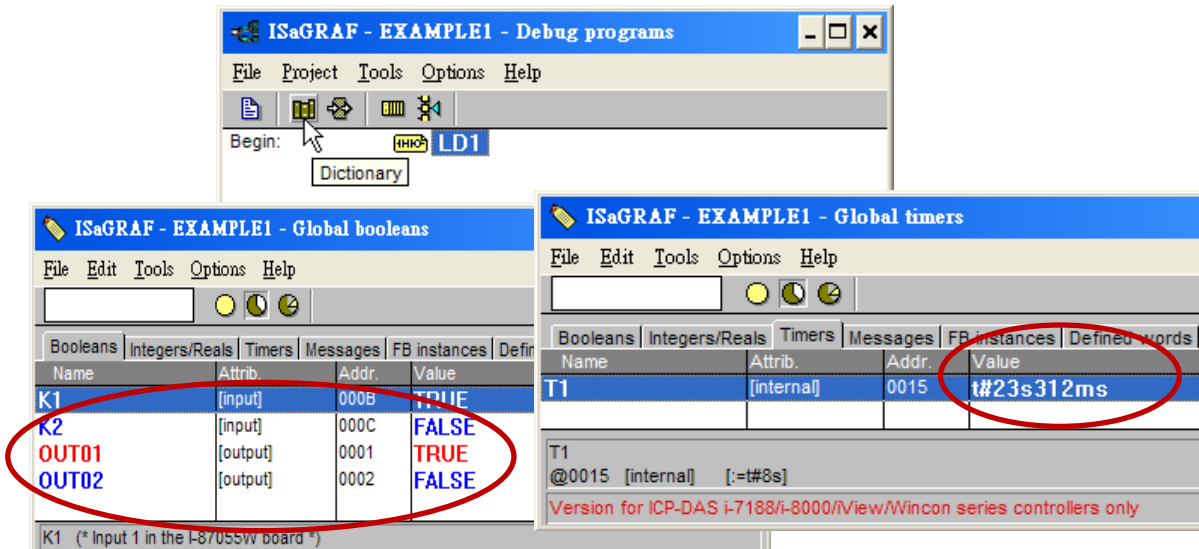 ISaGRAF - EXAMPLE1 - Debug programs
File Project Tools Options Help
Begin: LD1
Dictionary
ISaGRAF - EXAMPLE1 - Global booleans
File Edit Tools Options Help
Booleans Integers/Reals Timers Messages FB instances Defin
Name Attrib. Addr. Value
K1 [input] 000B TRUE
K2 [input] 000C FALSE
OUT01 [output] 0001 TRUE
OUT02 [output] 0002 FALSE
K1 (* Input 1 in the I-87055W board *)
ISaGRAF - EXAMPLE1 - Global timers
File Edit Tools Options Help
Booleans Integers/Reals Timers Messages FB instances Defined words
Name Attrib. Addr. Value
T1 [internal] 0015 t#23s312ms
T1
@0015 [internal] [:=t#8s]
Version for ICP-DAS i-7188/i-8000/iView/Wincon series controllers only